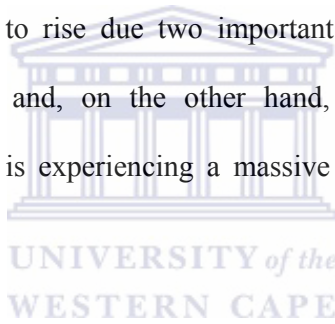 to rise due two important
and, on the other hand,
is experiencing a massive
UNIVERSITY of the
WESTERN CAPE